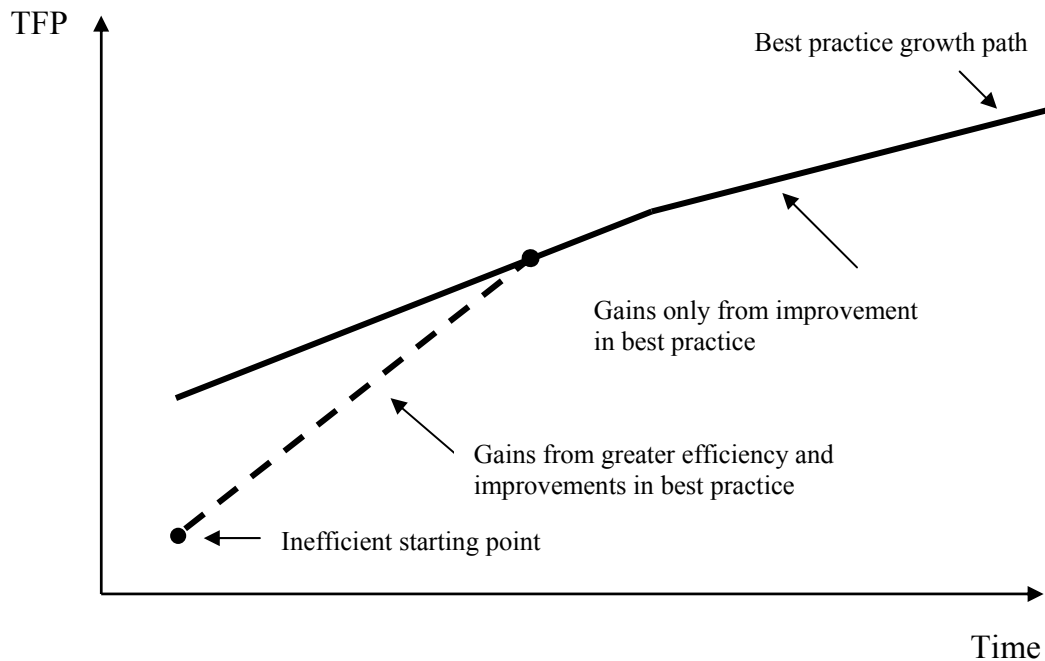 TFP
Best practice growth path
Gains only from improvement
in best practice
Gains from greater efficiency and
improvements in best practice
Inefficient starting point
Time